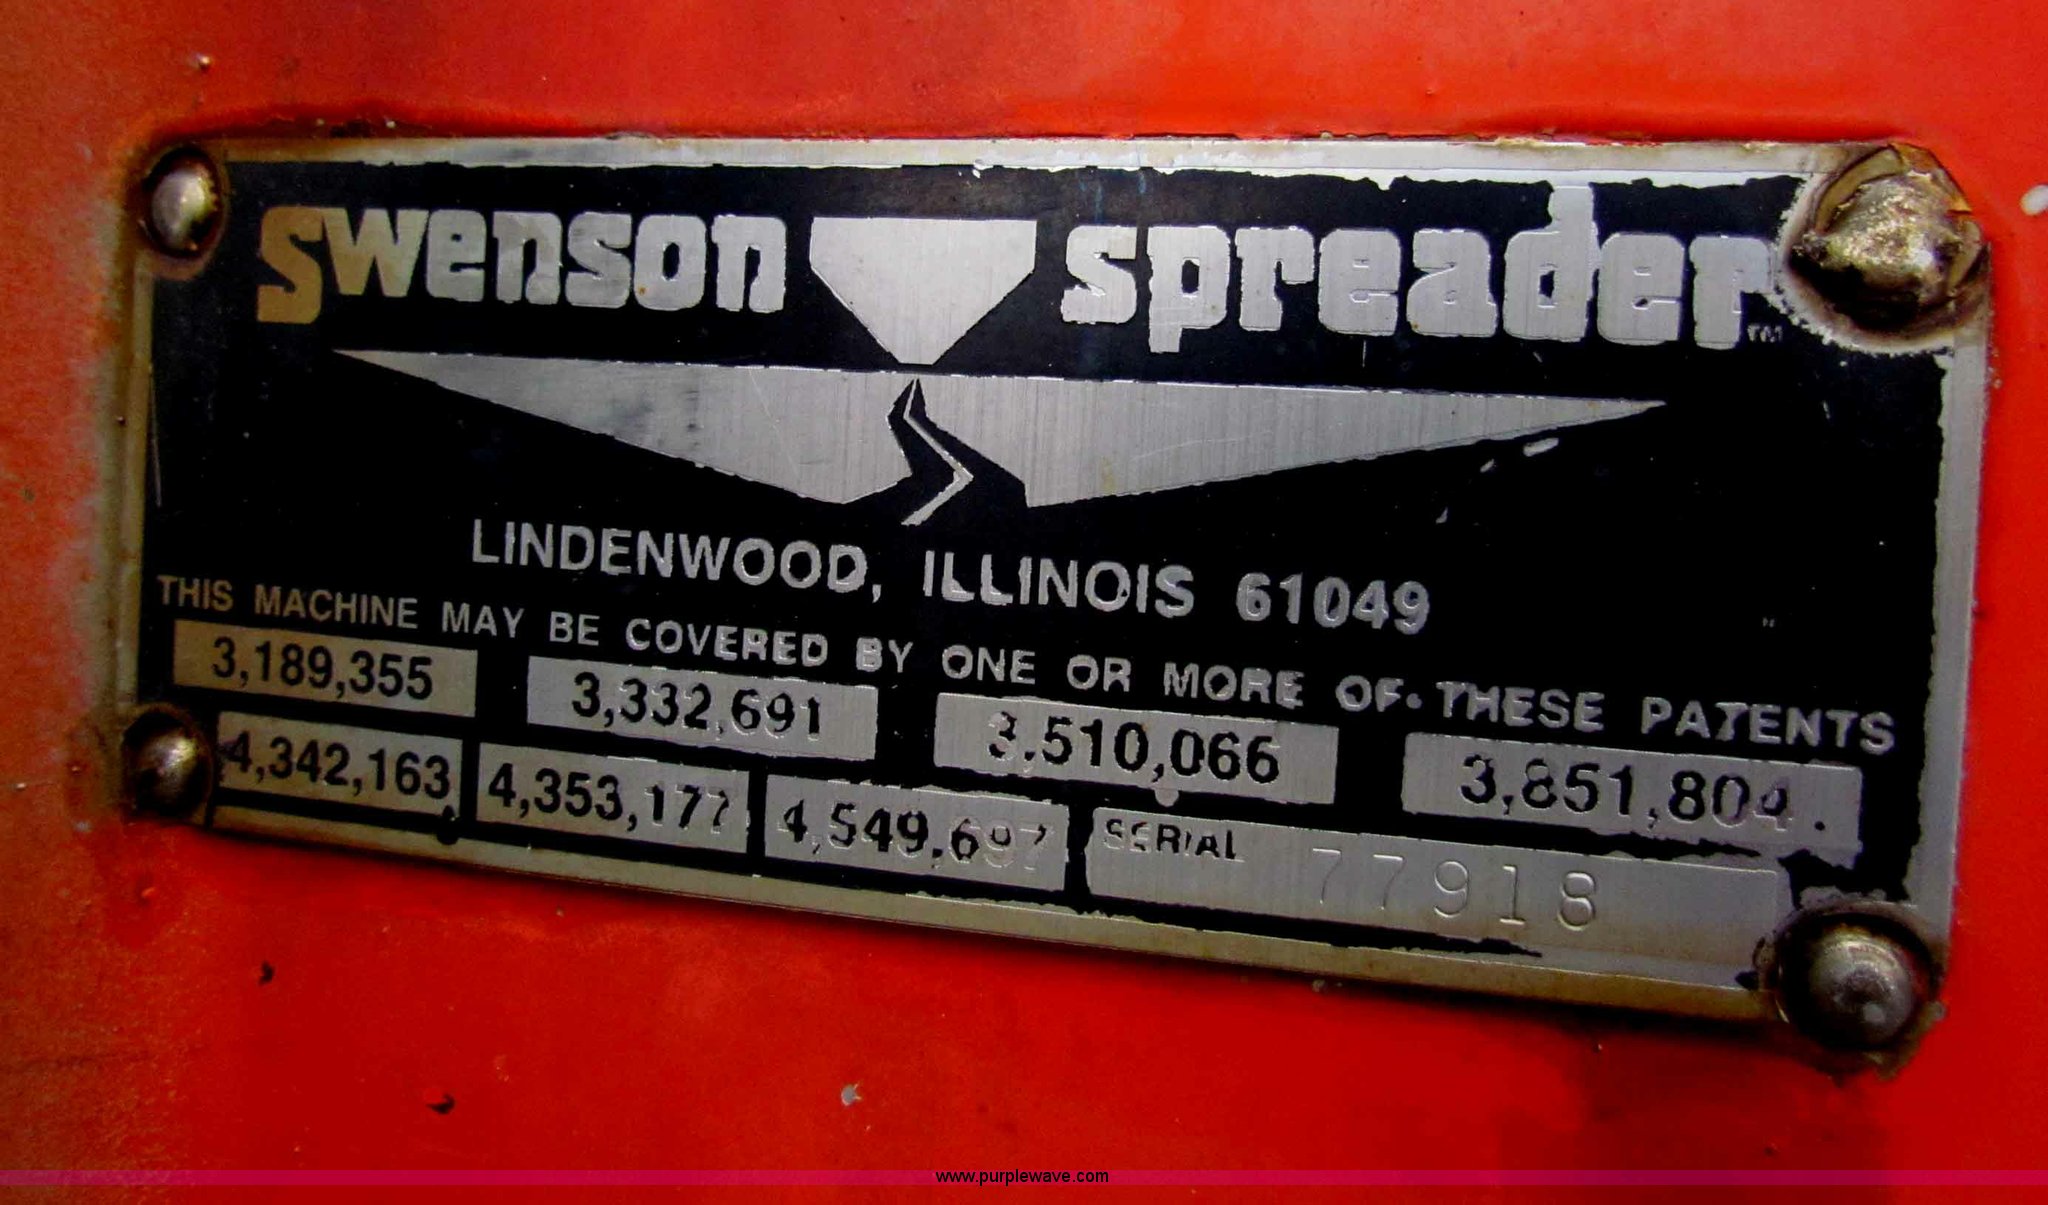 Swenson spreader TM
LINDENWOOD, ILLINOIS 61049
THIS MACHINE MAY BE COVERED BY ONE OR MORE OF THESE PATENTS
3,189,355 3,332,691 3,510,066 3,851,804
4,342,163 4,353,177 4,549,697 SERIAL 77918
www.purplewave.com